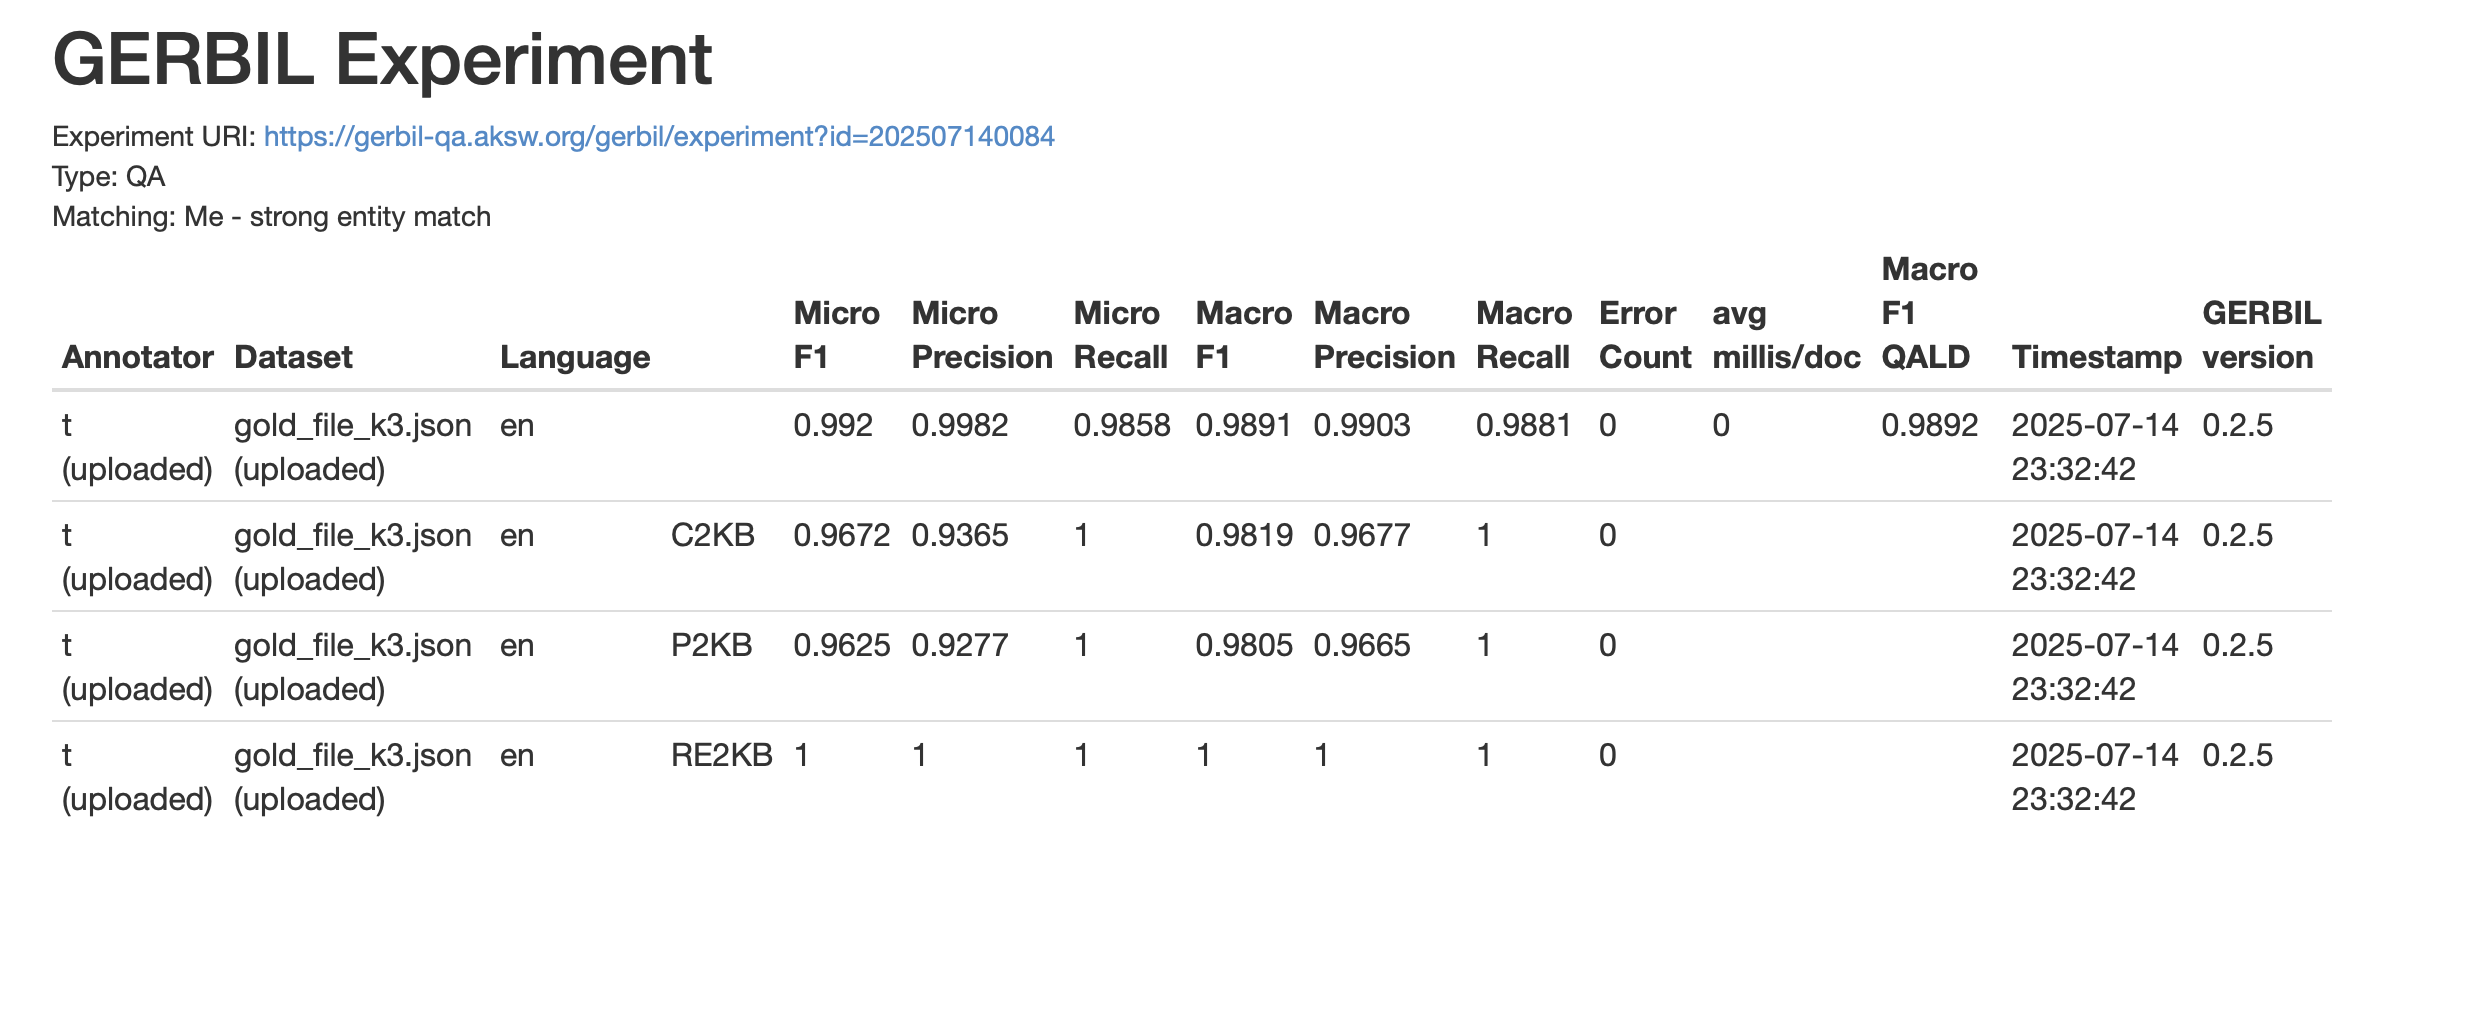 GERBIL Experiment
Experiment URI: https://gerbil-qa.aksw.org/gerbil/experiment?id=202507140084
Type: QA
Matching: Me - strong entity match
Macro
Micro Micro Micro Macro Macro Macro Error avg F1 GERBIL
Annotator Dataset Language F1 Precision Recall F1 Precision Recall Count millis/doc QALD Timestamp version
t gold_file_k3.json en 0.992 0.9982 0.9858 0.9891 0.9903 0.9881 0 0 0.9892 2025-07-14 0.2.5
(uploaded) (uploaded) 23:32:42
t gold_file_k3.json en C2KB 0.9672 0.9365 1 0.9819 0.9677 1 0 2025-07-14 0.2.5
(uploaded) (uploaded) 23:32:42
t gold_file_k3.json en P2KB 0.9625 0.9277 1 0.9805 0.9665 1 0 2025-07-14 0.2.5
(uploaded) (uploaded) 23:32:42
t gold_file_k3.json en RE2KB 1 1 1 1 1 1 0 2025-07-14 0.2.5
(uploaded) (uploaded) 23:32:42